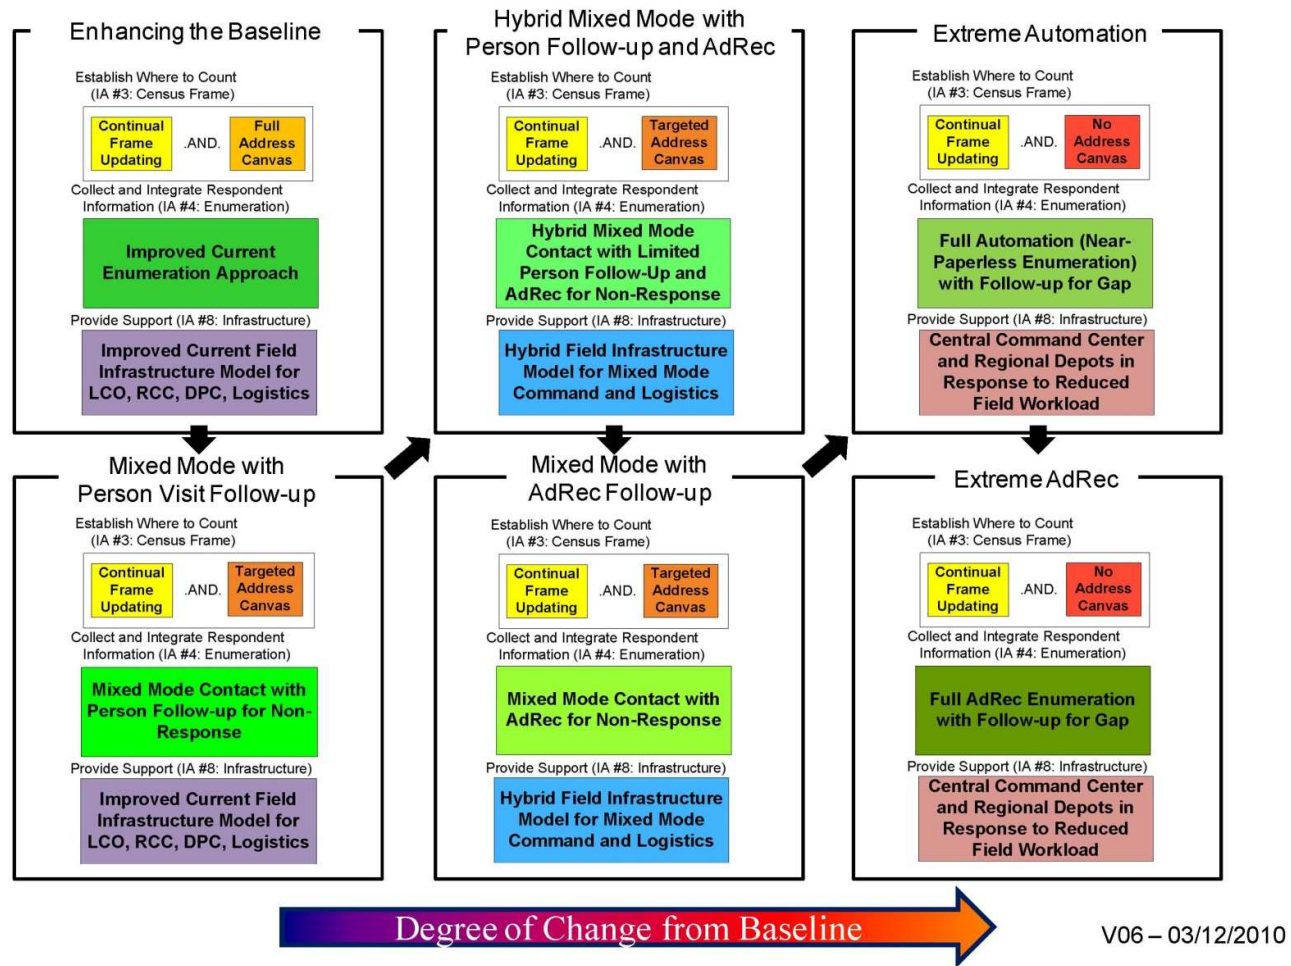 Enhancing the Baseline
Establish Where to Count
(IA #3: Census Frame)
Continual
Frame
Updating
.AND.
Full
Address
Canvas
Collect and Integrate Respondent
Information (IA #4: Enumeration)
Improved Current
Enumeration Approach
Provide Support (IA #8: Infrastructure)
Improved Current Field
Infrastructure Model for
LCO, RCC, DPC, Logistics
Mixed Mode with
Person Visit Follow-up
Establish Where to Count
(IA #3: Census Frame)
Continual
Frame
Updating
.AND.
Targeted
Address
Canvas
Collect and Integrate Respondent
Information (IA #4: Enumeration)
Mixed Mode Contact with
Person Follow-up for Non-
Response
Provide Support (IA #8: Infrastructure)
Improved Current Field
Infrastructure Model for
LCO, RCC, DPC, Logistics
Hybrid Mixed Mode with
Person Follow-up and AdRec
Establish Where to Count
(IA #3: Census Frame)
Continual
Frame
Updating
.AND.
Targeted
Address
Canvas
Collect and Integrate Respondent
Information (IA #4: Enumeration)
Hybrid Mixed Mode
Contact with Limited
Person Follow-Up and
AdRec for Non-Response
Provide Support (IA #8: Infrastructure)
Hybrid Field Infrastructure
Model for Mixed Mode
Command and Logistics
Mixed Mode with
AdRec Follow-up
Establish Where to Count
(IA #3: Census Frame)
Continual
Frame
Updating
.AND.
Targeted
Address
Canvas
Collect and Integrate Respondent
Information (IA #4: Enumeration)
Mixed Mode Contact with
AdRec for Non-Response
Provide Support (IA #8: Infrastructure)
Hybrid Field Infrastructure
Model for Mixed Mode
Command and Logistics
Extreme Automation
Establish Where to Count
(IA #3: Census Frame)
Continual
Frame
Updating
.AND.
No
Address
Canvas
Collect and Integrate Respondent
Information (IA #4: Enumeration)
Full Automation (Near-
Paperless Enumeration)
with Follow-up for Gap
Provide Support (IA #8: Infrastructure)
Central Command Center
and Regional Depots in
Response to Reduced
Field Workload
Extreme AdRec
Establish Where to Count
(IA #3: Census Frame)
Continual
Frame
Updating
.AND.
No
Address
Canvas
Collect and Integrate Respondent
Information (IA #4: Enumeration)
Full AdRec Enumeration
with Follow-up for Gap
Provide Support (IA #8: Infrastructure)
Central Command Center
and Regional Depots in
Response to Reduced
Field Workload
Degree of Change from Baseline
V06 – 03/12/2010